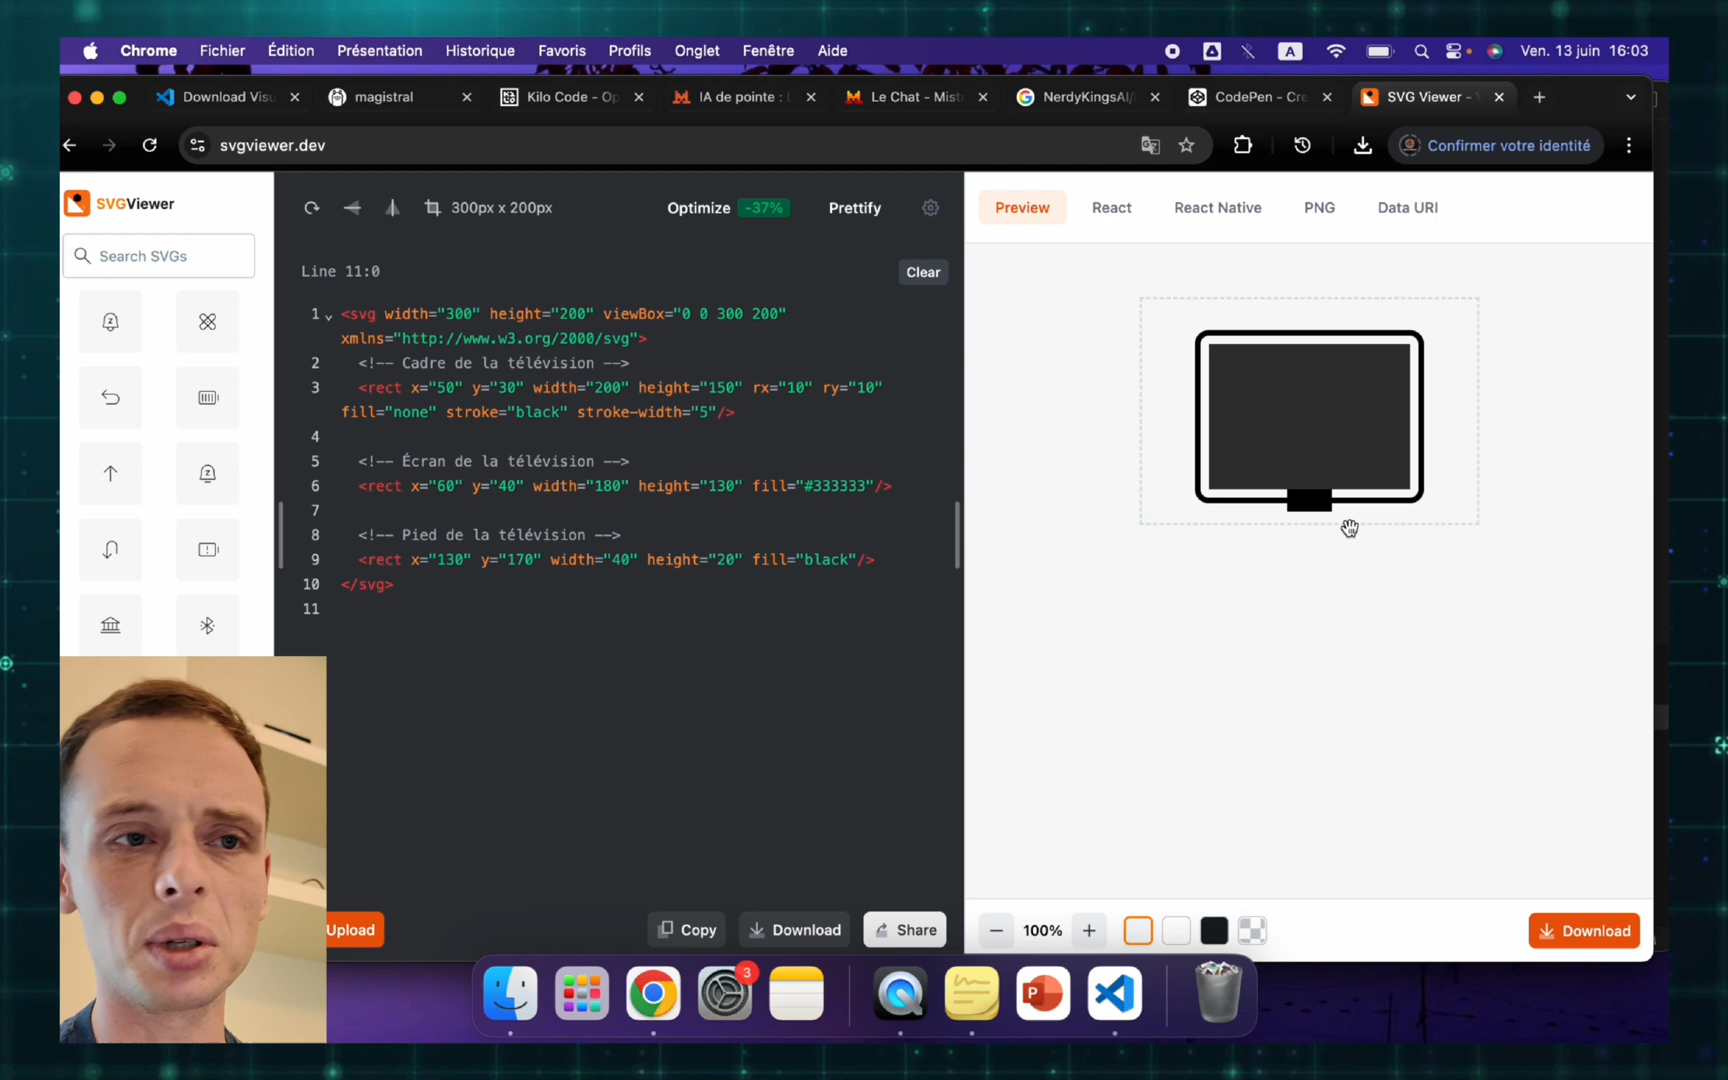 Chrome Fichier Édition Présentation Historique Favoris Profils Onglet Fenêtre Aide A Ven. 13 juin 16:03
Download Visu magistral Kilo Code - Op IA de pointe : L Le Chat - Mistr NerdyKingsAI/ CodePen - Cre SVG Viewer -
svgviewer.dev Confirmer votre identité
SVGViewer
Search SVGs
300px x 200px Optimize -37% Prettify
Preview React React Native PNG Data URI
Line 11:0 Clear
1 <svg width="300" height="200" viewBox="0 0 300 200"
xmlns="http://www.w3.org/2000/svg">
2 <!-- Cadre de la télévision -->
3 <rect x="50" y="30" width="200" height="150" rx="10" ry="10"
fill="none" stroke="black" stroke-width="5"/>
4
5 <!-- Écran de la télévision -->
6 <rect x="60" y="40" width="180" height="130" fill="#333333"/>
7
8 <!-- Pied de la télévision -->
9 <rect x="130" y="170" width="40" height="20" fill="black"/>
10 </svg>
11
Upload Copy Download Share
100% Download
3
P